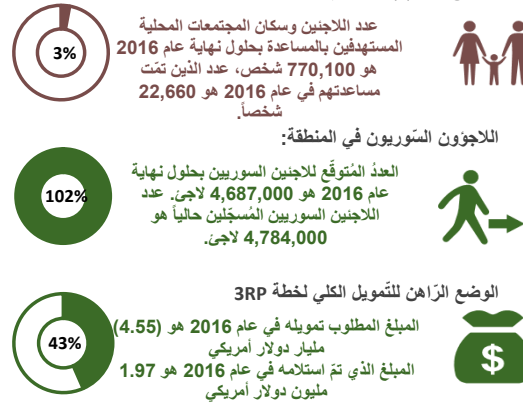 عدد اللاجئين وسكان المجتمعات المحلية
المستهدفين بالمساعدة بحلول نهاية عام 2016
هو 770,100 شخص، عدد الذين تمّت
مساعدتهم في عام 2016 هو 22,660
شخصاً.
3%
اللاجؤون السّوريون في المنطقة:
العددُ المُتوقّع للاجئين السوريين بحلول نهاية
عام 2016 هو 4,687,000 لاجئ. عدد
اللاجئين السوريين المُسجّلين حالياً هو
4,784,000 لاجئ.
102%
الوضع الرّاهن للتّمويل الكلي لخطة 3RP
المبلغ المطلوب تمويله في عام 2016 هو (4.55)
مليار دولار أمريكي
المبلغ الذي تمّ استلامه في عام 2016 هو 1.97
مليون دولار أمريكي
43%
$